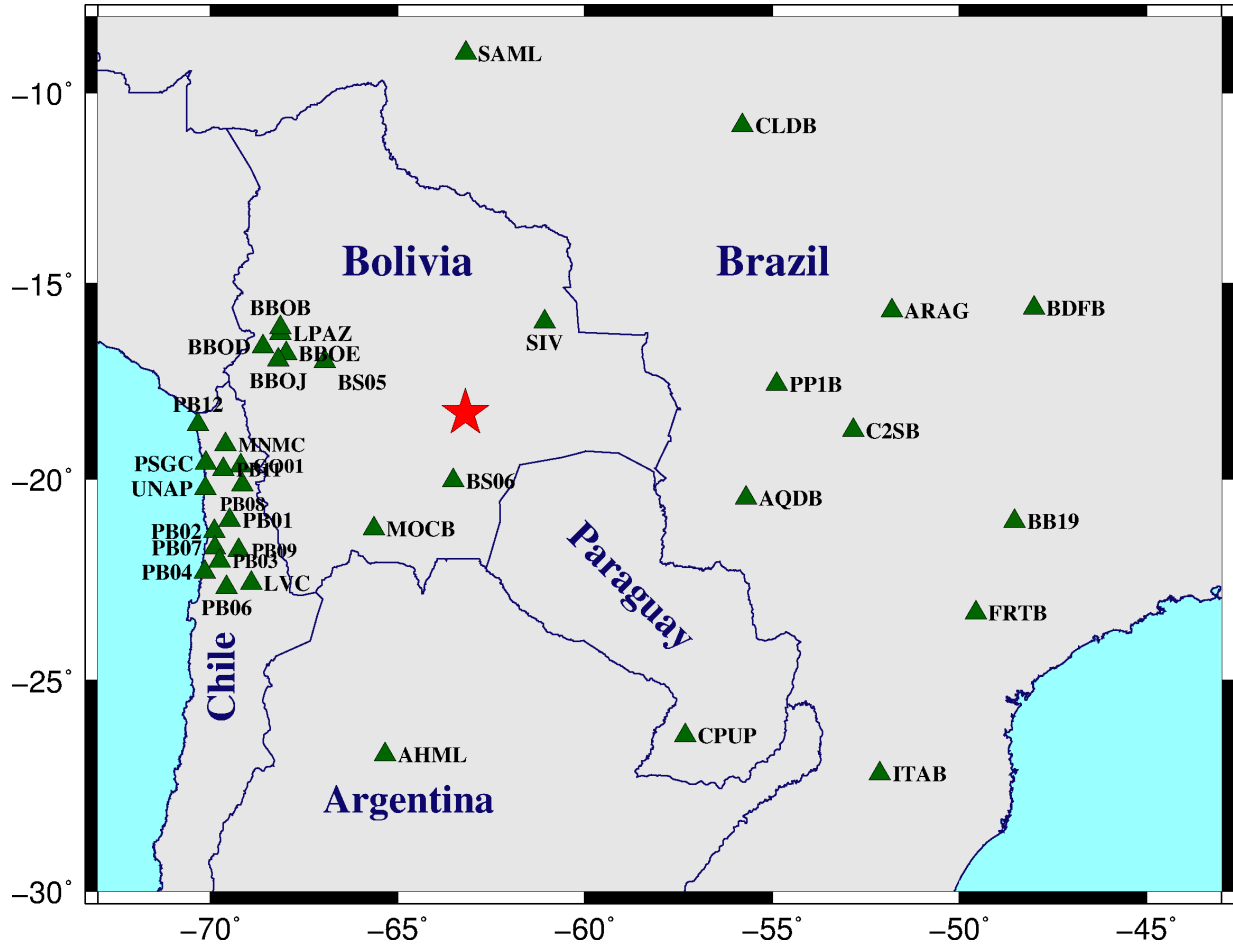 SAML
−10°
CLDB
Bolivia
Brazil
−15°
BBOB
ARAG
BDFB
LPAZ
BBOD
BBOE
SIV
BBOJ
BS05
PP1B
PB12
C2SB
MNMC
PSGC
GO01
PB11
−20°
UNAP
BS06
AQDB
PB08
PB01
BB19
PB02
MOCB
PB07
PB09
PB03
PB04
LVC
Paraguay
PB06
FRTB
Chile
−25°
CPUP
AHML
ITAB
Argentina
−30°
−70°
−65°
−60°
−55°
−50°
−45°